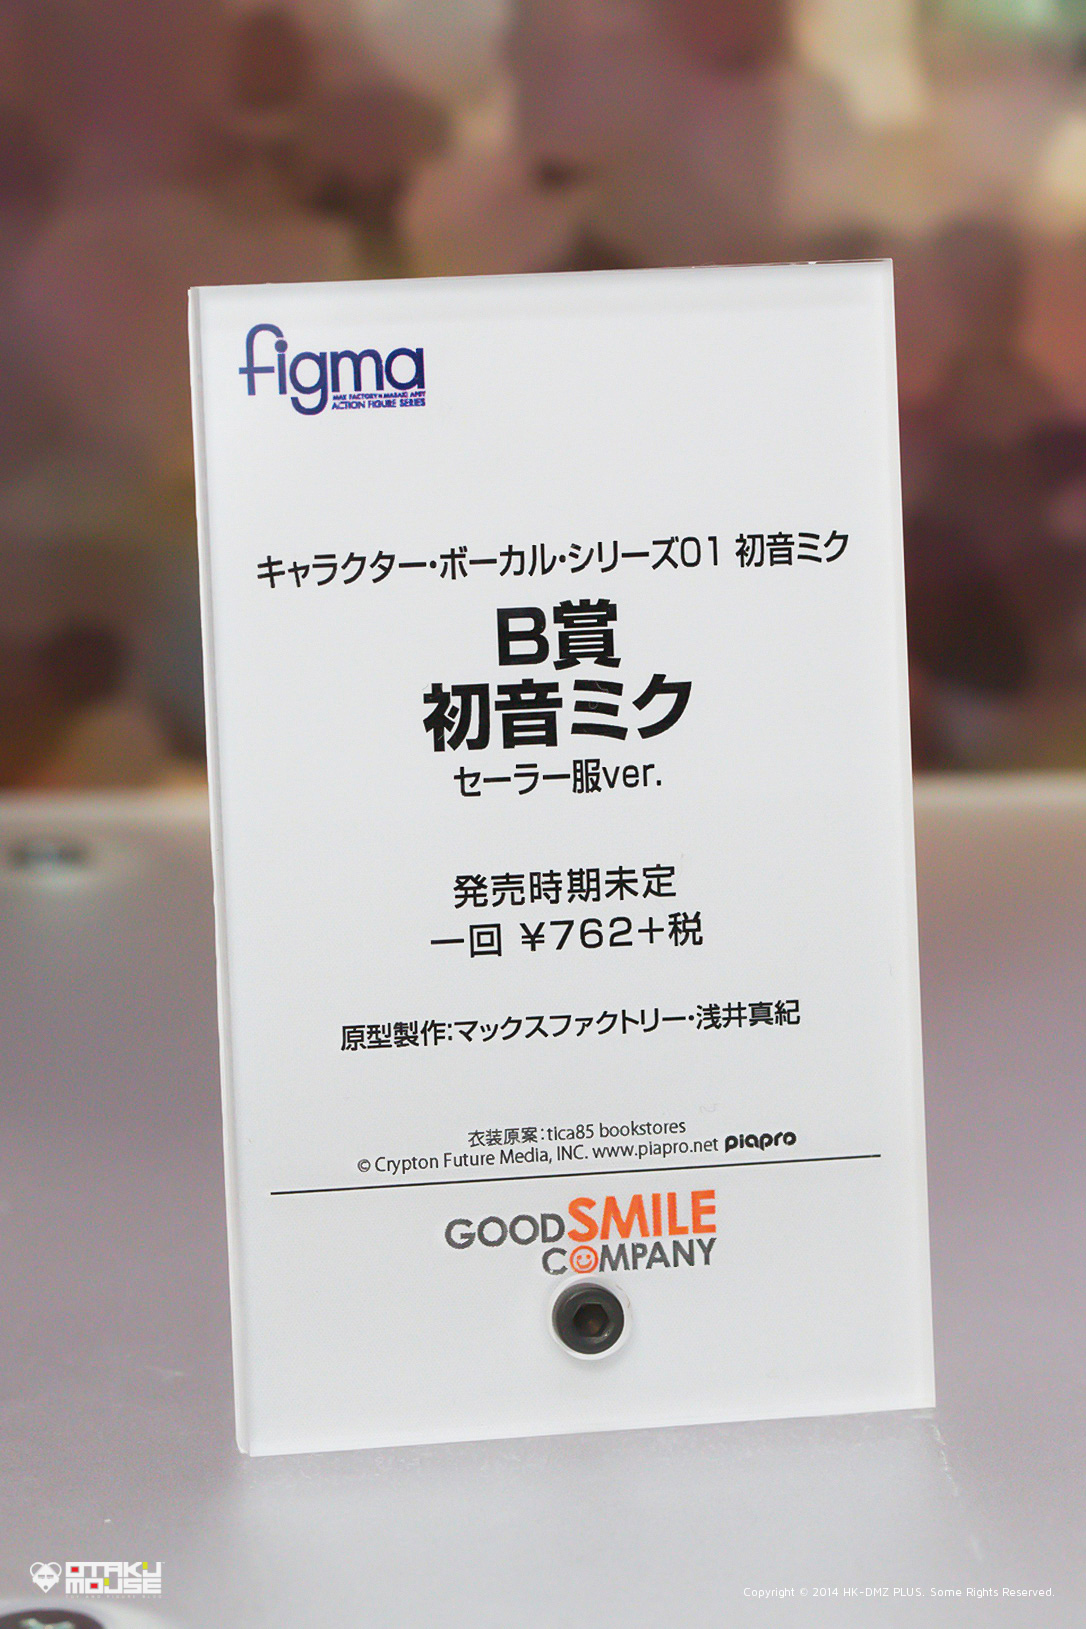 figma
MAX FACTORY × MASAKI APSY
ACTION FIGURE SERIES
キャラクター・ボーカル・シリーズ01 初音ミク
B賞
初音ミク
セーラー服ver.
発売時期未定
一回 ¥762+税
原型製作:マックスファクトリー・浅井真紀
衣装原案:tica85 bookstores
© Crypton Future Media, INC. www.piapro.net piapro
GOOD SMILE
COMPANY
OTAKU
MOUSE
Copyright © 2014 HK-DMZ PLUS. Some Rights Reserved.